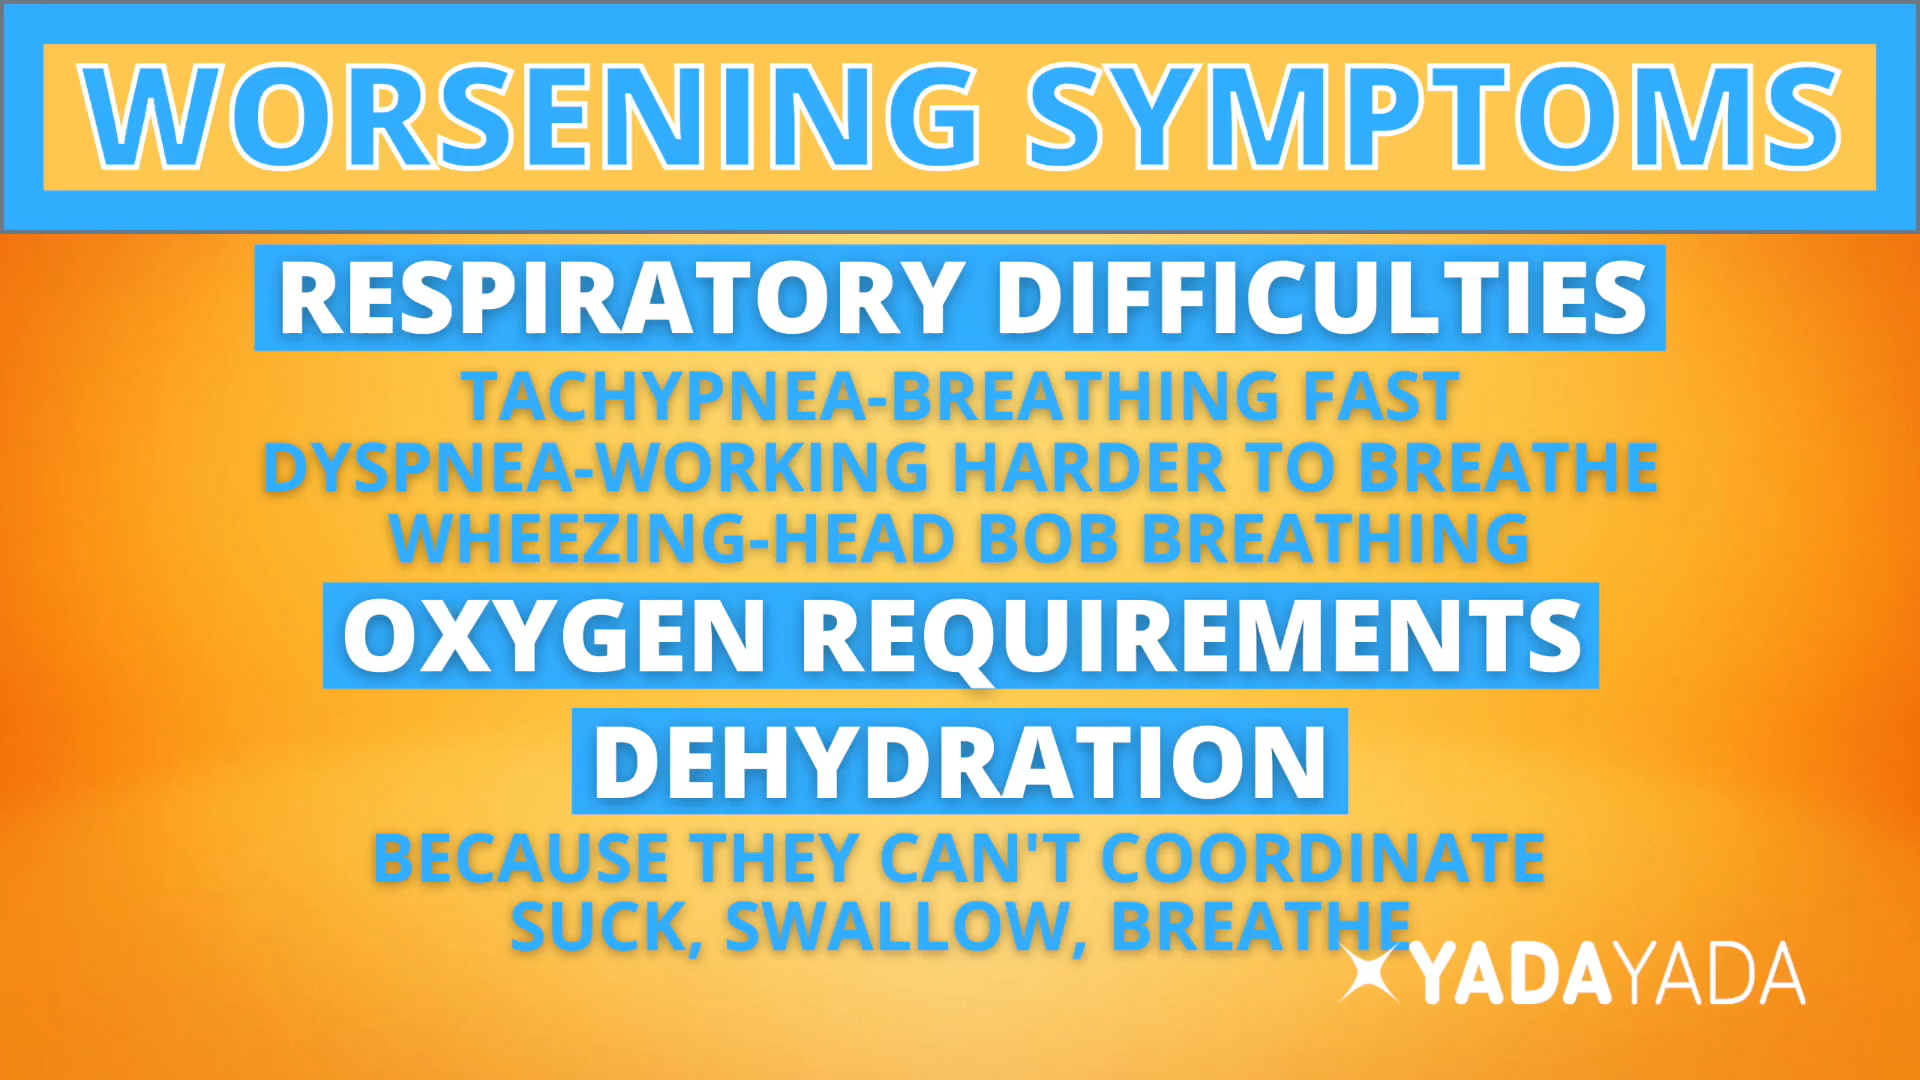 WORSENING SYMPTOMS
RESPIRATORY DIFFICULTIES
TACHYPNEA-BREATHING FAST
DYSPNEA-WORKING HARDER TO BREATHE
WHEEZING-HEAD BOB BREATHING
OXYGEN REQUIREMENTS
DEHYDRATION
BECAUSE THEY CAN'T COORDINATE
SUCK, SWALLOW, BREATHE
YADAYADA